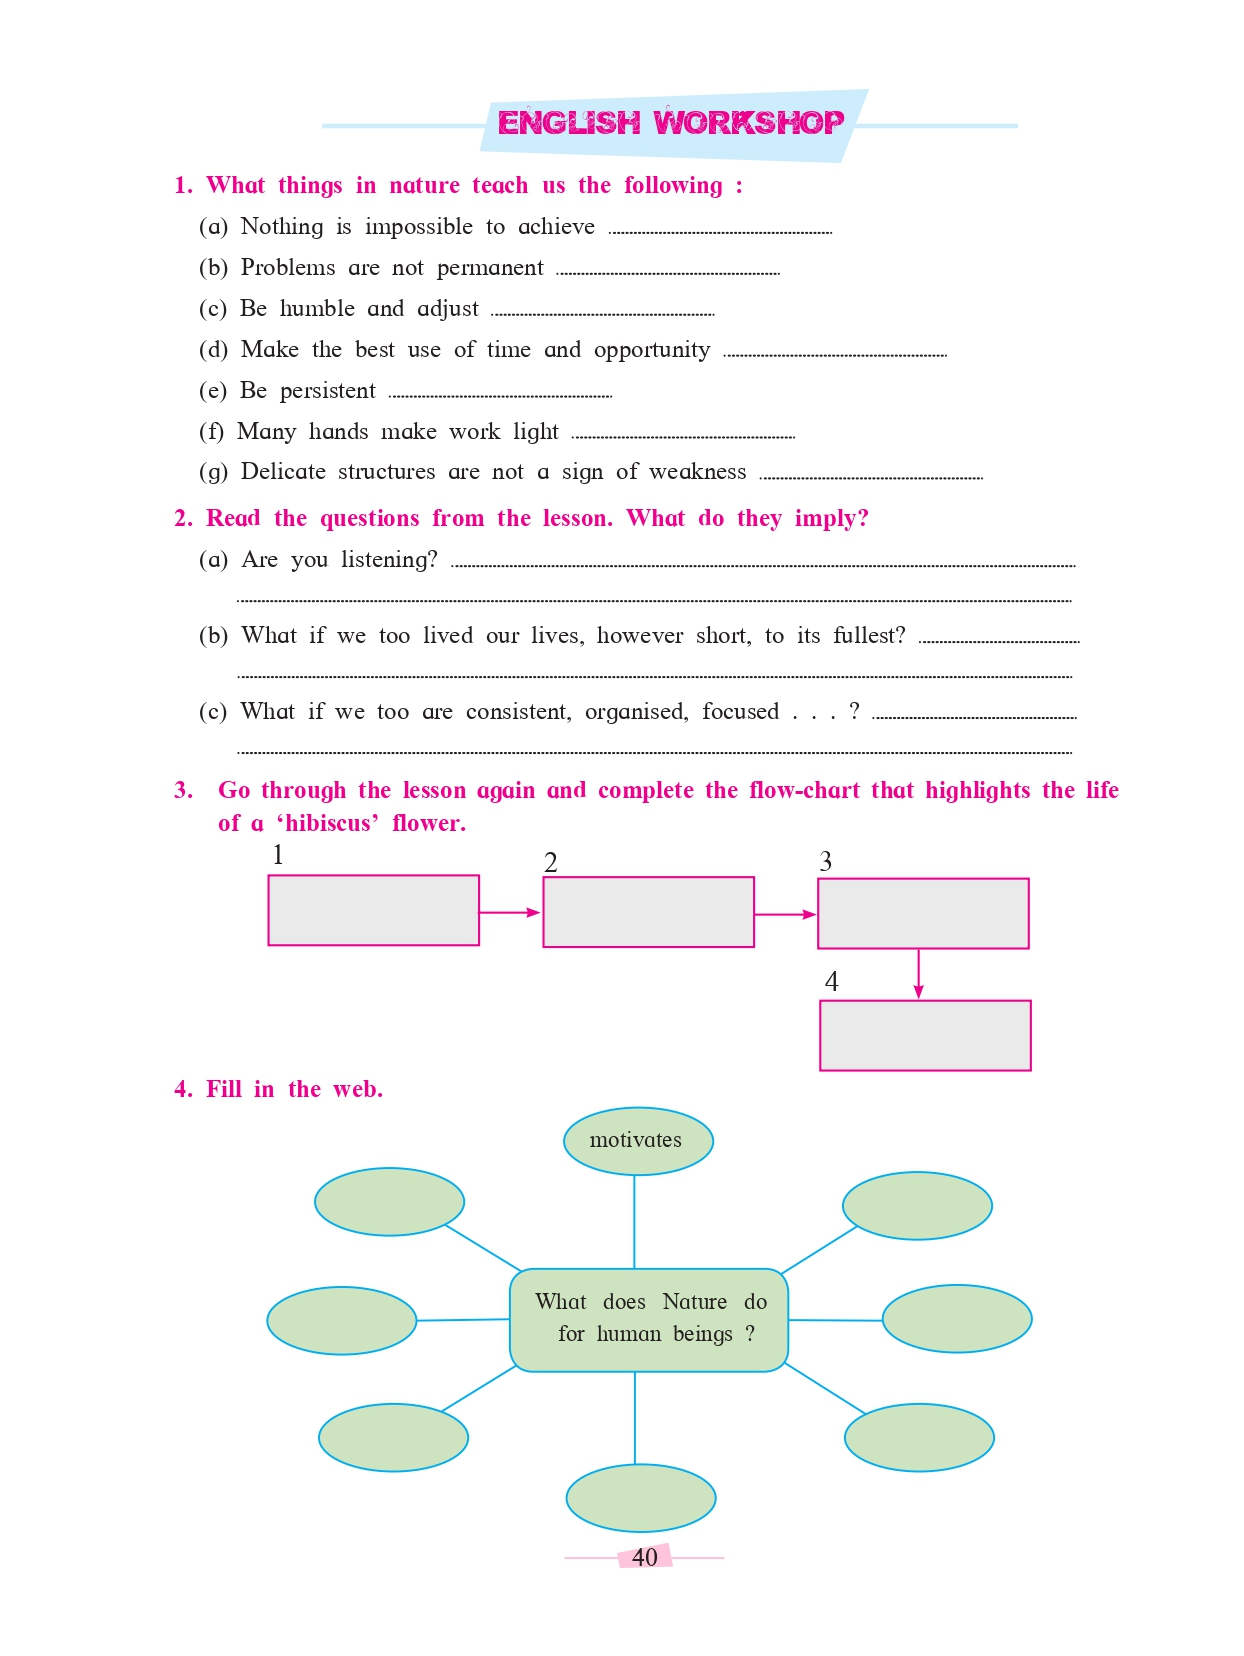 ENGLISH WORKSHOP
1. What things in nature teach us the following :
(a) Nothing is impossible to achieve ........................................
(b) Problems are not permanent ........................................
(c) Be humble and adjust ........................................
(d) Make the best use of time and opportunity ........................................
(e) Be persistent ........................................
(f) Many hands make work light ........................................
(g) Delicate structures are not a sign of weakness ........................................
2. Read the questions from the lesson. What do they imply?
(a) Are you listening? ........................................
........................................
(b) What if we too lived our lives, however short, to its fullest? ........................................
........................................
(c) What if we too are consistent, organised, focused . . . ? ........................................
........................................
3. Go through the lesson again and complete the flow-chart that highlights the life
of a ‘hibiscus’ flower.
1
2
3
4
4. Fill in the web.
motivates
What does Nature do
for human beings ?
40